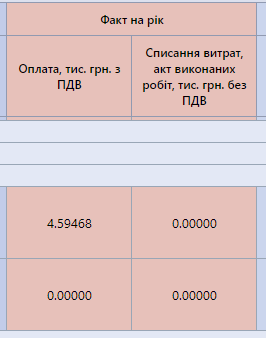 Факт на рік
Оплата, тис. грн. з
ПДВ
Списання витрат,
акт виконаних
робіт, тис. грн. без
ПДВ
4.59468
0.00000
0.00000
0.00000